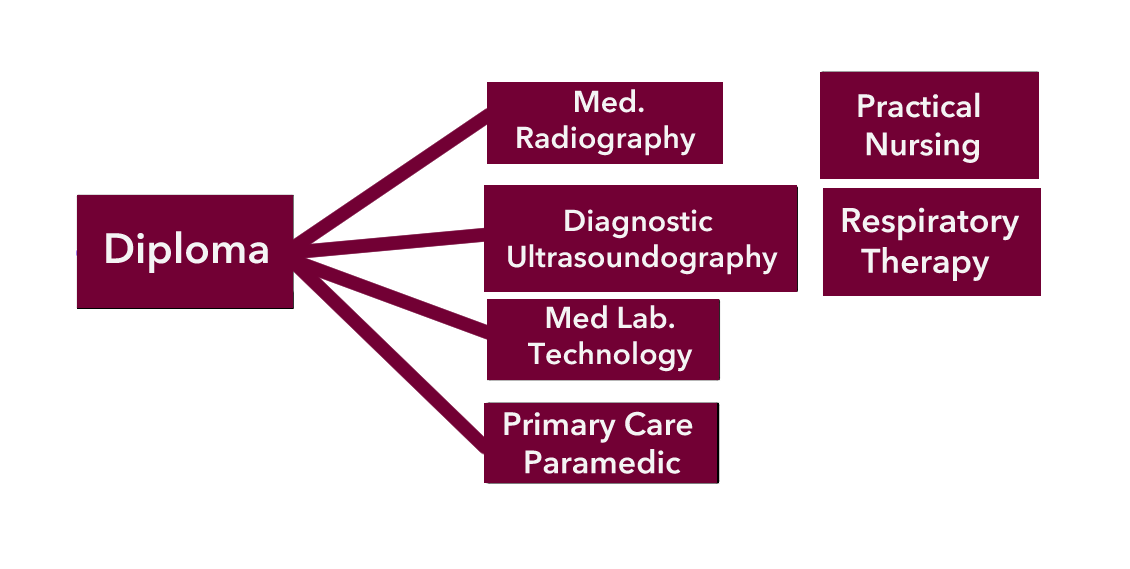 Diploma
Med.
Radiography
Diagnostic
Ultrasoundography
Med Lab.
Technology
Primary Care
Paramedic
Practical
Nursing
Respiratory
Therapy